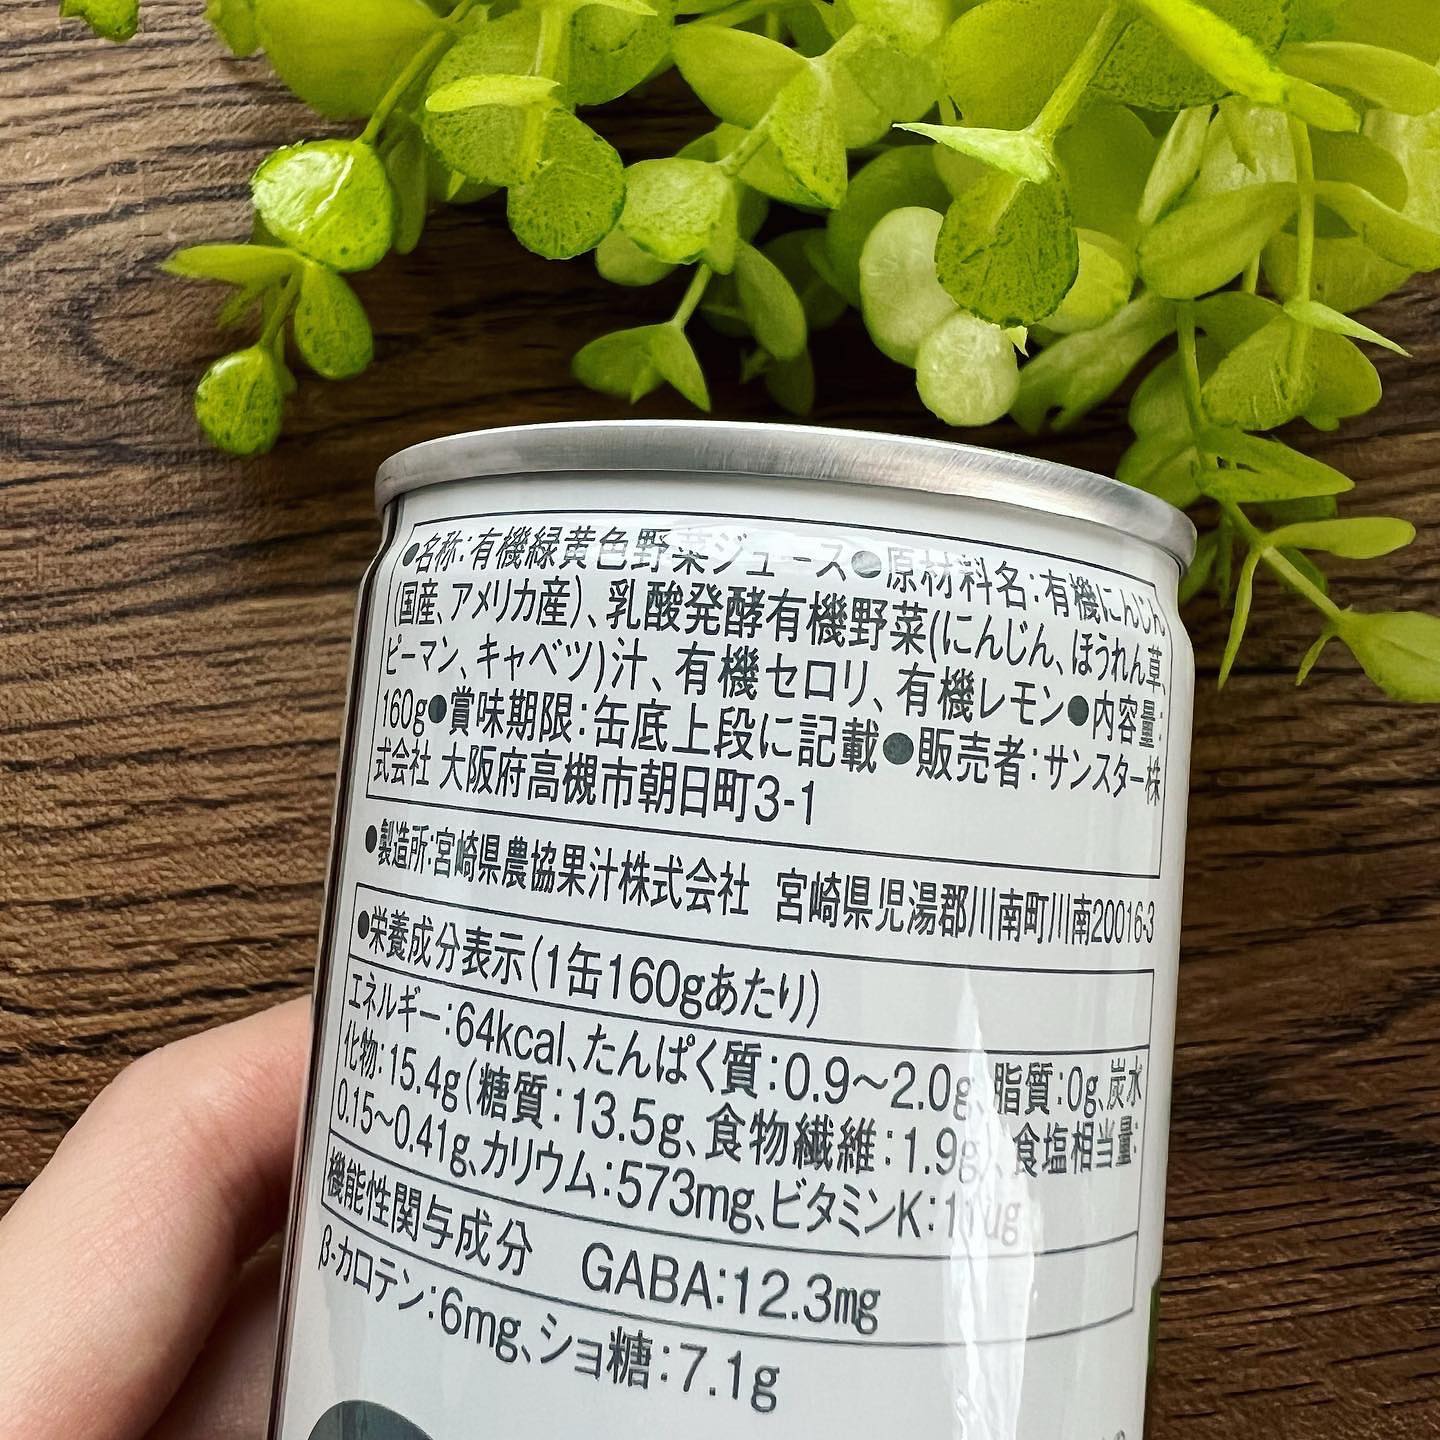 ●名称：有機緑黄色野菜ジュース●原材料名：有機にんじん
(国産、アメリカ産)、乳酸発酵有機野菜(にんじん、ほうれん草、
ピーマン、キャベツ)汁、有機セロリ、有機レモン●内容量：
160g●賞味期限：缶底上段に記載●販売者：サンスター株
式会社 大阪府高槻市朝日町3-1
●製造所：宮崎県農協果汁株式会社 宮崎県児湯郡川南町川南20016-3
●栄養成分表示(1缶160gあたり)
エネルギー：64kcal、たんぱく質：0.9～2.0g、脂質：0g、炭水
化物：15.4g(糖質：13.5g、食物繊維：1.9g)、食塩相当量：
0.15～0.41g、カリウム：573mg、ビタミンK：
機能性関与成分 GABA：12.3mg
β-カロテン：6mg、ショ糖：7.1g